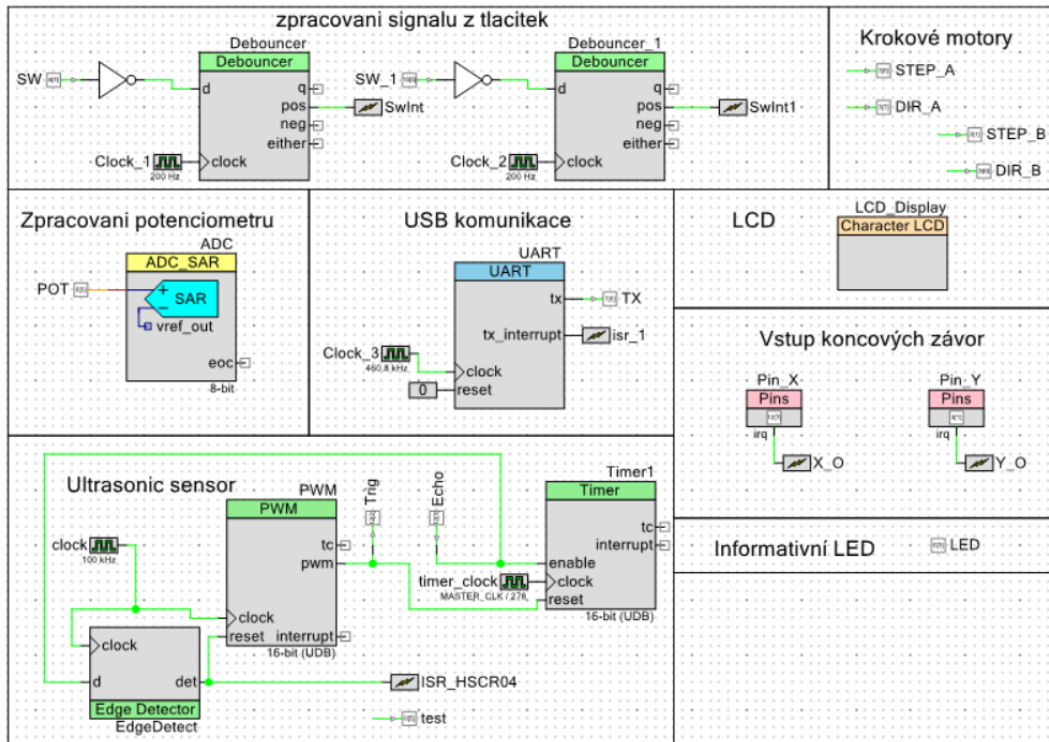 zpracovani signalu z tlacitek
Debouncer
Debouncer
SW
d
q
pos
neg
either
clock
SwInt
Clock_1
200 Hz
Debouncer_1
Debouncer
SW_1
d
q
pos
neg
either
clock
SwInt1
Clock_2
200 Hz
Krokové motory
STEP_A
DIR_A
STEP_B
DIR_B
Zpracovani potenciometru
ADC
ADC_SAR
POT
SAR
vref_out
eoc
8-bit
USB komunikace
UART
UART
tx
TX
tx_interrupt
isr_1
Clock_3
460,8 kHz
clock
0
reset
LCD
LCD_Display
Character LCD
Vstup koncových závor
Pin_X
Pins
irq
X_O
Pin_Y
Pins
irq
Y_O
Ultrasonic sensor
PWM
PWM
clock
100 kHz
tc
pwm
clock
reset
interrupt
16-bit (UDB)
Trig
Echo
Timer1
Timer
tc
interrupt
enable
timer_clock
clock
MASTER_CLK / 278,
reset
16-bit (UDB)
clock
d
det
Edge Detector
EdgeDetect
ISR_HSCR04
test
Informativní LED
LED